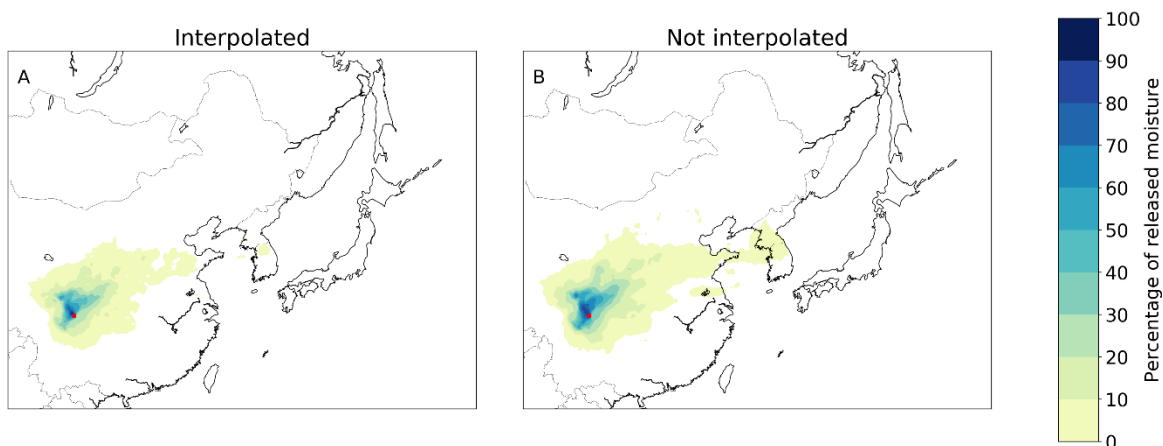 Interpolated
Not interpolated
A
B
100
90
80
70
60
50
40
30
20
10
0
Percentage of released moisture